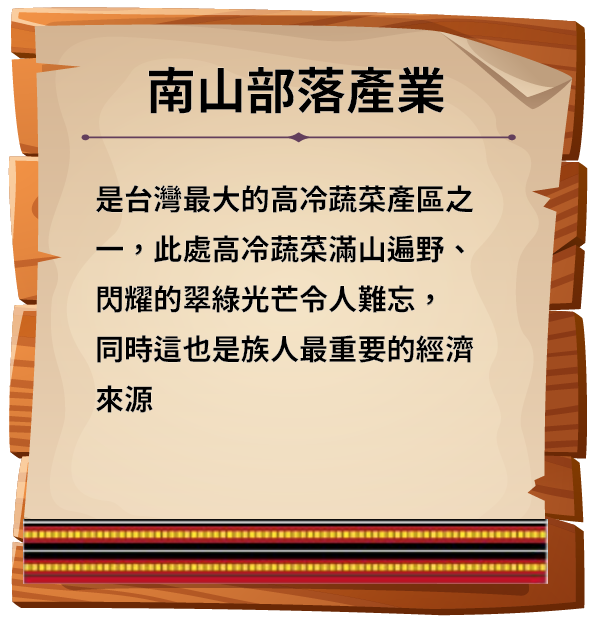 南山部落產業
是台灣最大的高冷蔬菜產區之
一，此處高冷蔬菜滿山遍野、
閃耀的翠綠光芒令人難忘，
同時這也是族人最重要的經濟
來源